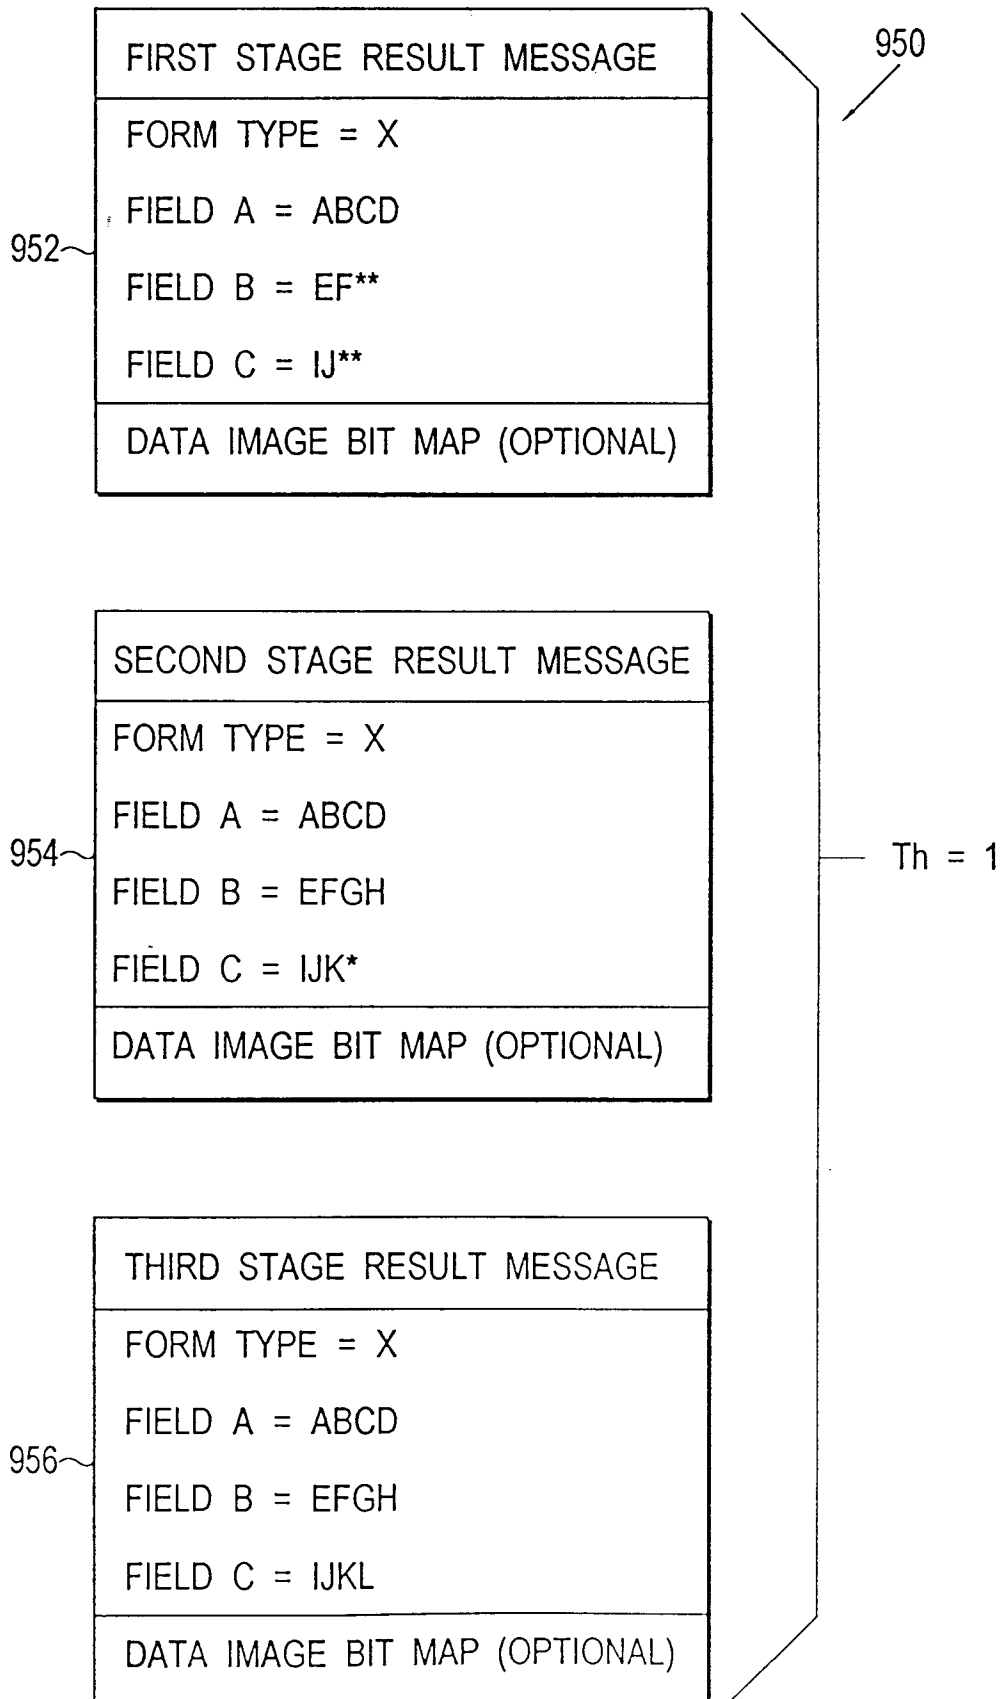 950
FIRST STAGE RESULT MESSAGE
FORM TYPE = X
FIELD A = ABCD
952
FIELD B = EF**
FIELD C = IJ**
DATA IMAGE BIT MAP (OPTIONAL)
SECOND STAGE RESULT MESSAGE
FORM TYPE = X
FIELD A = ABCD
954
Th = 1
FIELD B = EFGH
FIELD C = IJK*
DATA IMAGE BIT MAP (OPTIONAL)
THIRD STAGE RESULT MESSAGE
FORM TYPE = X
FIELD A = ABCD
956
FIELD B = EFGH
FIELD C = IJKL
DATA IMAGE BIT MAP (OPTIONAL)